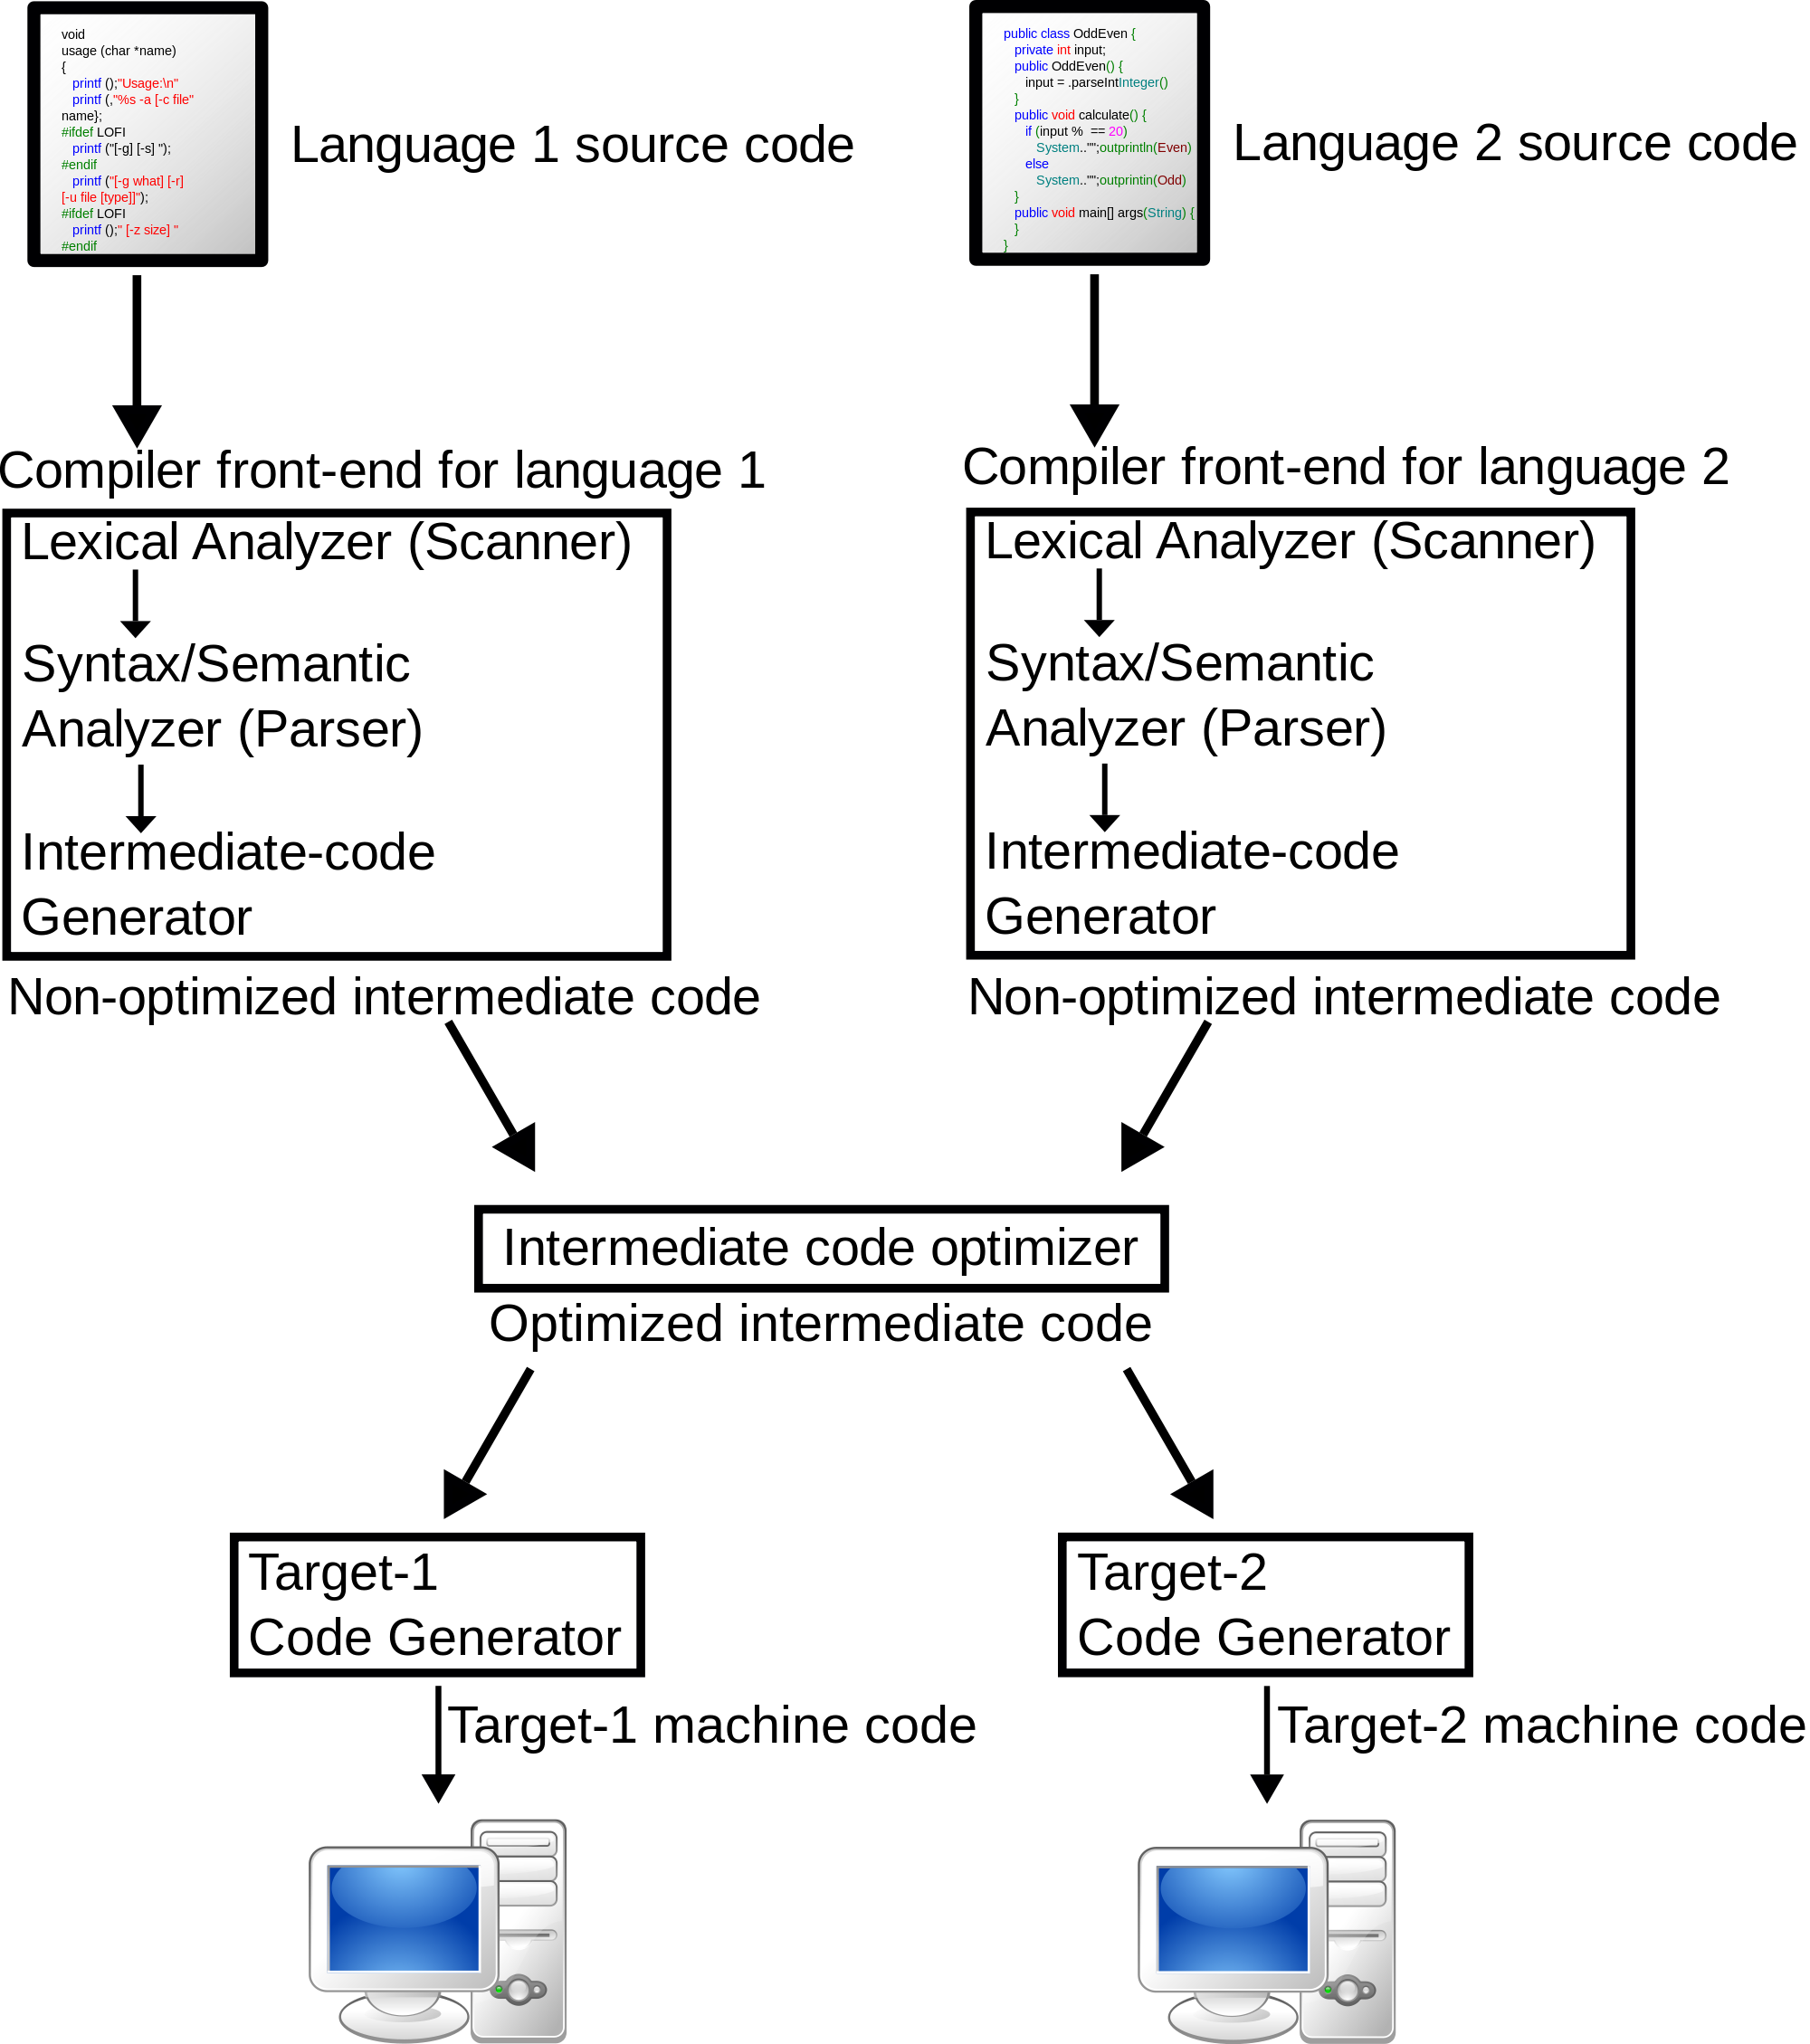 void
usage (char *name)
{
printf ();"Usage:\n"
printf (,"%s -a [-c file"
name};
#ifdef LOFI
printf ("[-g] [-s] ");
#endif
printf ("[-g what] [-r]
[-u file [type]]");
#ifdef LOFI
printf ();" [-z size] "
#endif
Language 1 source code
public class OddEven {
private int input;
public OddEven() {
input = .parseIntInteger()
}
public void calculate() {
if (input %  == 20)
System.."";outprintln(Even)
else
System.."";outprintin(Odd)
}
public void main[] args(String) {
}
}
Language 2 source code
Compiler front-end for language 1
Lexical Analyzer (Scanner)
Syntax/Semantic
Analyzer (Parser)
Intermediate-code
Generator
Non-optimized intermediate code
Compiler front-end for language 2
Lexical Analyzer (Scanner)
Syntax/Semantic
Analyzer (Parser)
Intermediate-code
Generator
Non-optimized intermediate code
Intermediate code optimizer
Optimized intermediate code
Target-1
Code Generator
Target-1 machine code
Target-2
Code Generator
Target-2 machine code